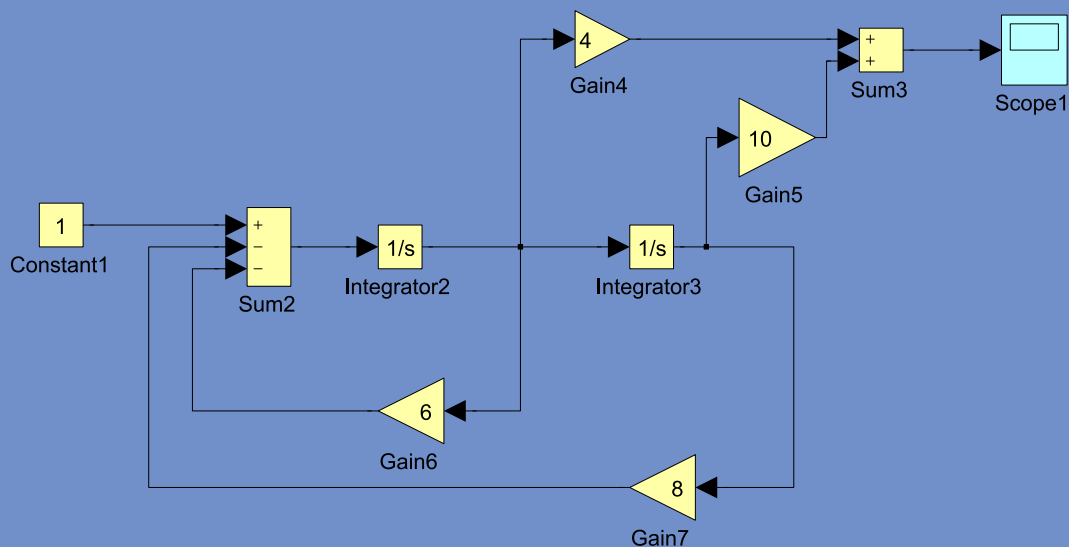 4
Gain4
+
+
Sum3
Scope1
10
Gain5
1
Constant1
+
−
−
Sum2
1/s
Integrator2
1/s
Integrator3
6
Gain6
8
Gain7